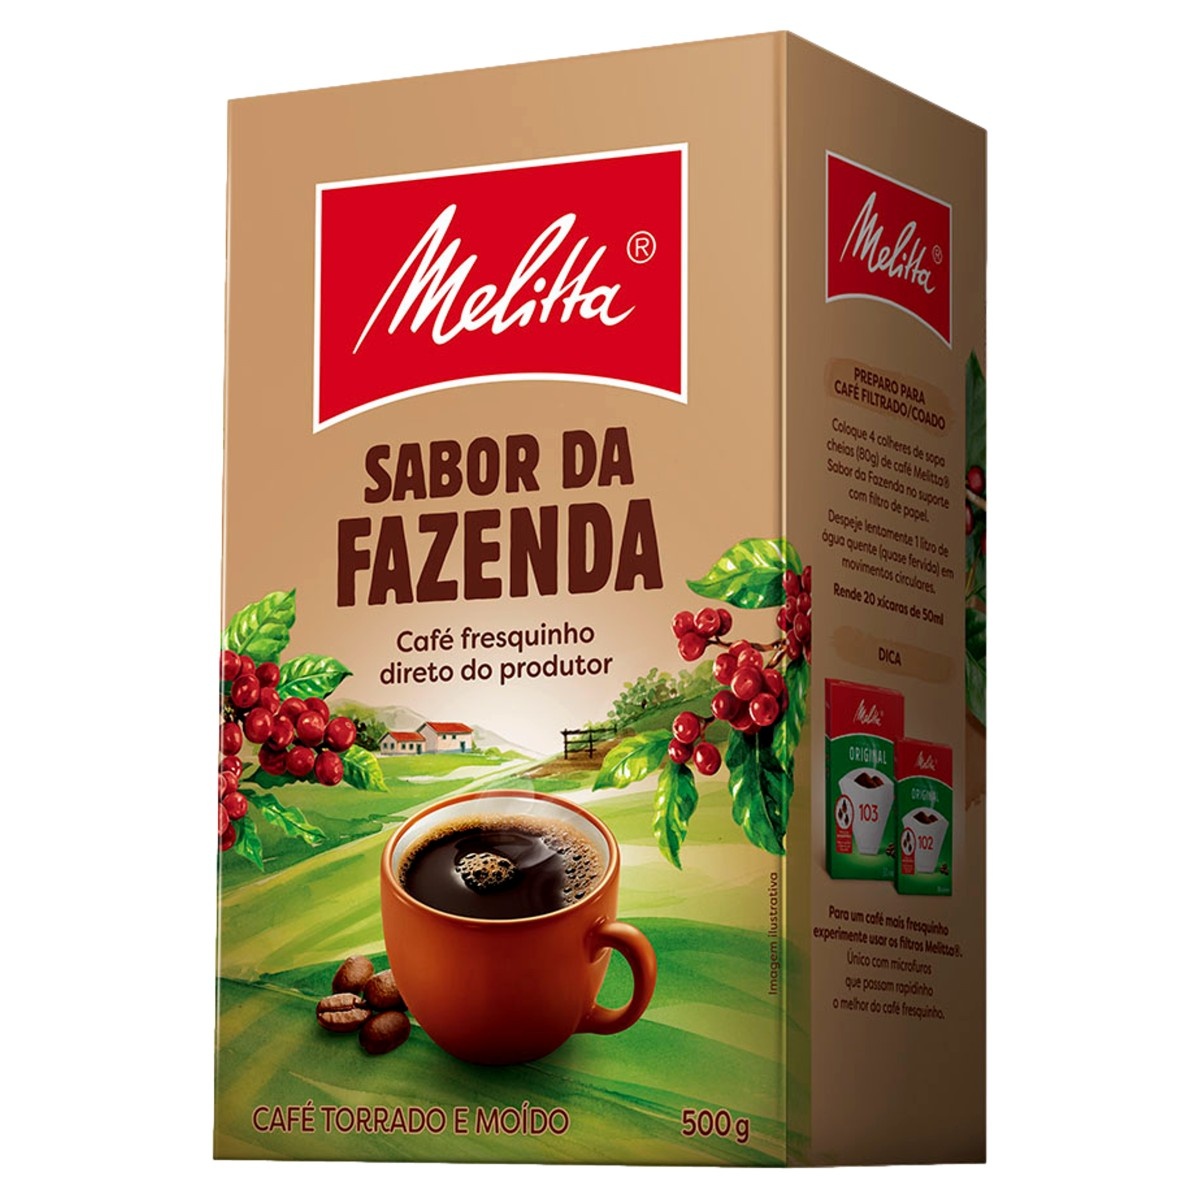 Melitta®
SABOR DA
FAZENDA
Café fresquinho
direto do produtor
Imagem ilustrativa
CAFÉ TORRADO E MOÍDO
500g
Melitta®
PREPARO PARA
CAFÉ FILTRADO/COADO
Coloque 4 colheres de sopa
cheias (80g) de café Melitta®
Sabor da Fazenda no suporte
com filtro de papel.
Despeje lentamente 1 litro de
água quente (quase fervida) em
movimentos circulares.
Rende 20 xícaras de 50ml
DICA
Melitta
ORIGINAL
103
Melitta
ORIGINAL
102
Para um café mais fresquinho
experimente usar os filtros Melitta®.
Único com microfuros
que passam rapidinho
o melhor do café fresquinho.